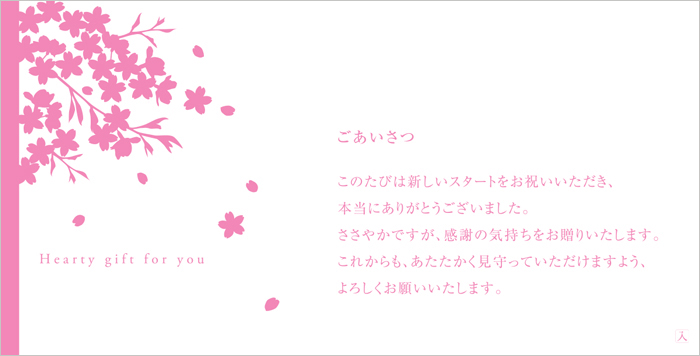 Hearty gift for you
ごあいさつ
このたびは新しいスタートをお祝いいただき、
本当にありがとうございました。
ささやかですが、感謝の気持ちをお贈りいたします。
これからも、あたたかく見守っていただけますよう、
よろしくお願いいたします。